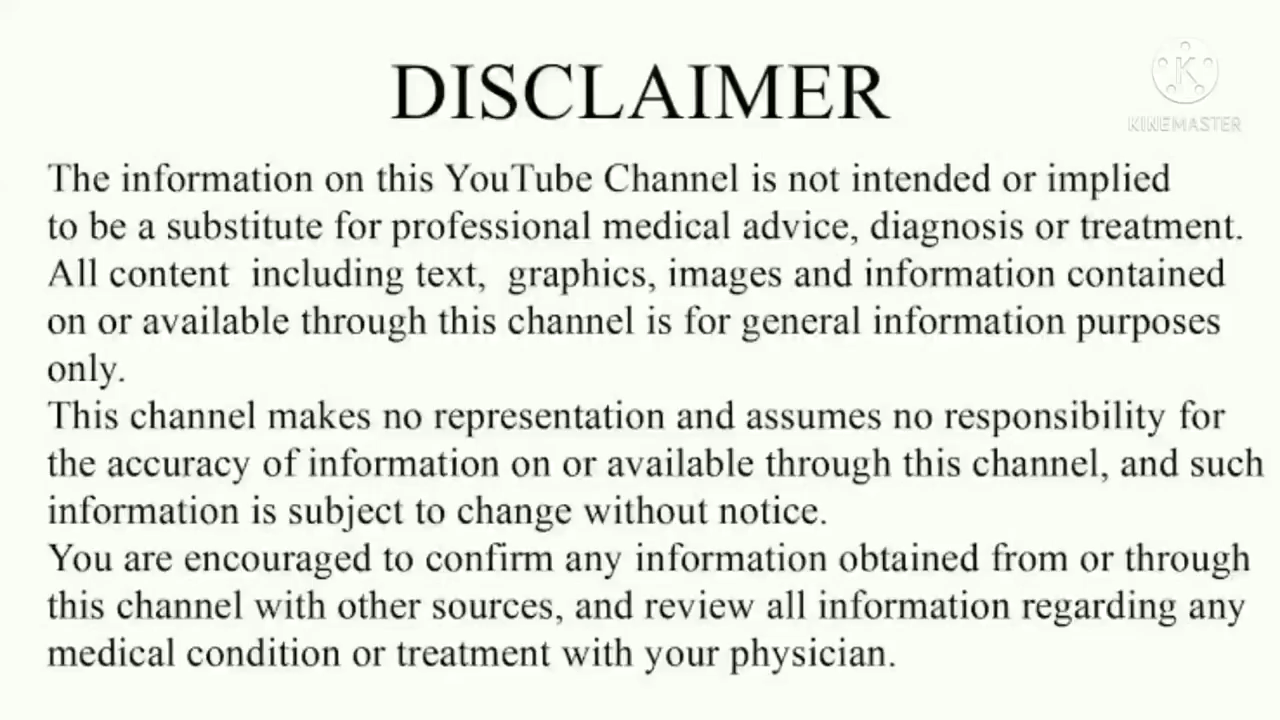 DISCLAIMER
KINEMASTER
The information on this YouTube Channel is not intended or implied
to be a substitute for professional medical advice, diagnosis or treatment.
All content  including text,  graphics, images and information contained
on or available through this channel is for general information purposes
only.
This channel makes no representation and assumes no responsibility for
the accuracy of information on or available through this channel, and such
information is subject to change without notice.
You are encouraged to confirm any information obtained from or through
this channel with other sources, and review all information regarding any
medical condition or treatment with your physician.